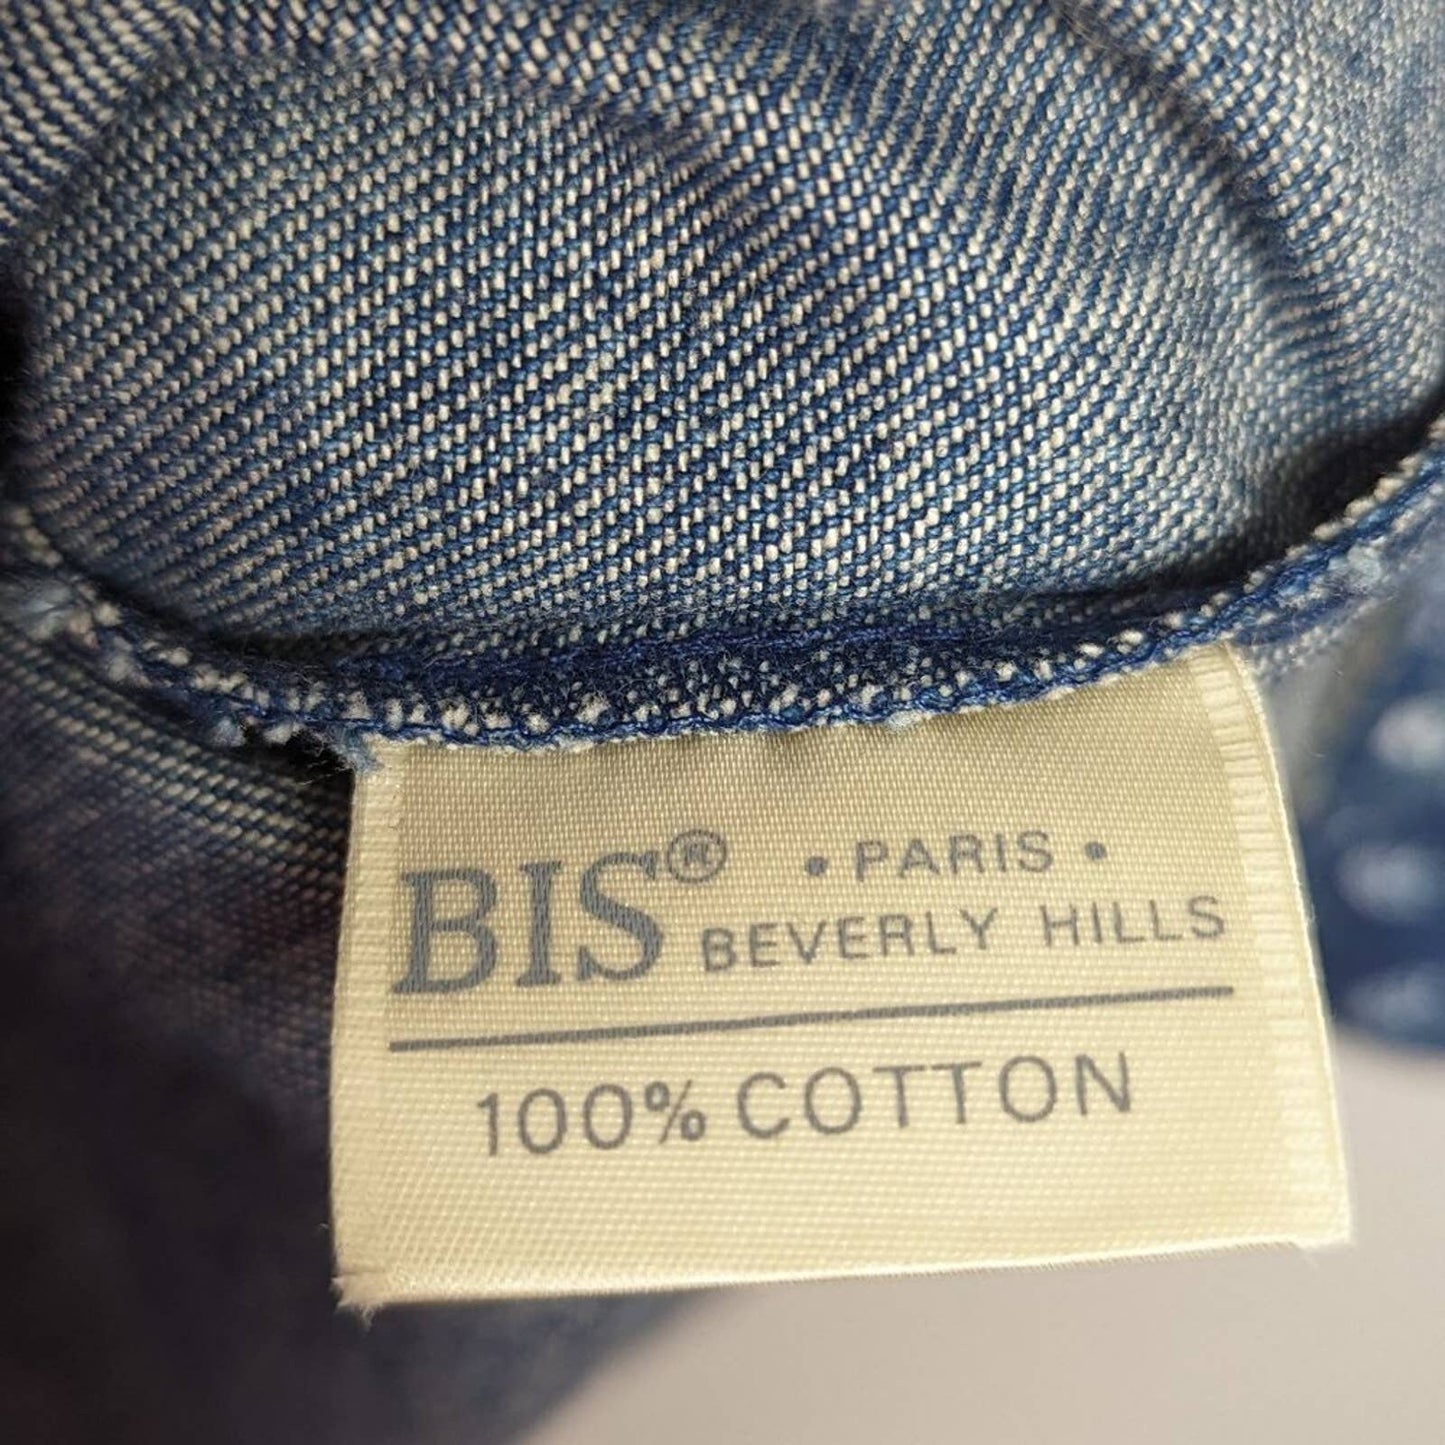 BIS® • PARIS •
BEVERLY HILLS
100% COTTON